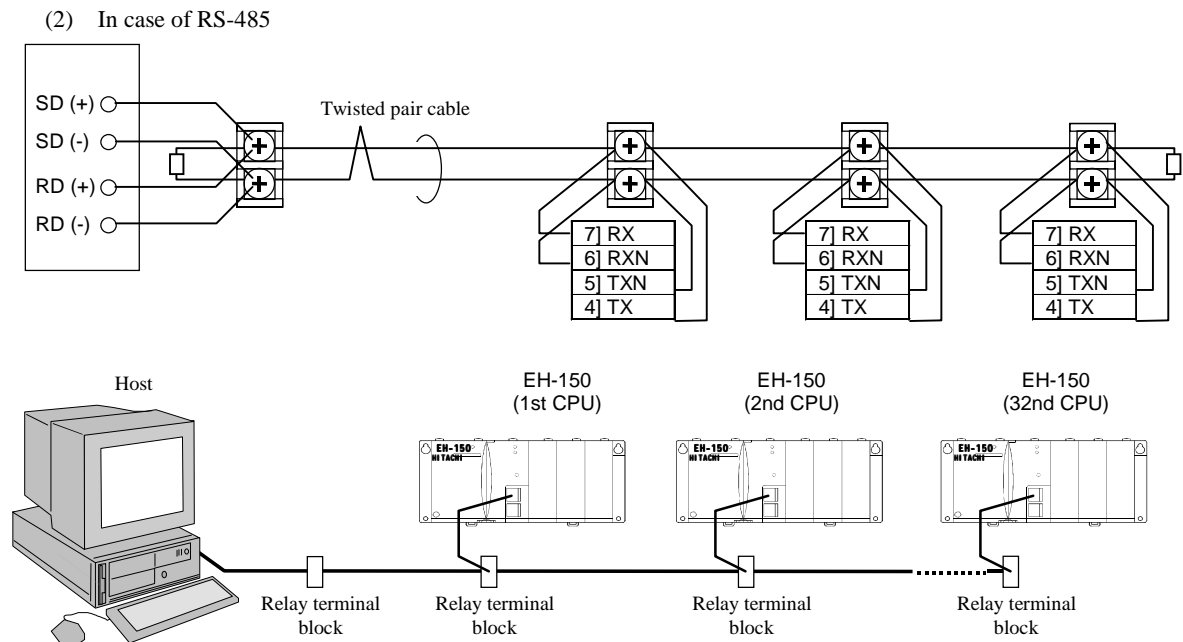 (2) In case of RS-485
SD (+)
SD (-)
RD (+)
RD (-)
Twisted pair cable
7] RX
6] RXN
5] TXN
4] TX
7] RX
6] RXN
5] TXN
4] TX
7] RX
6] RXN
5] TXN
4] TX
Host
EH-150
(1st CPU)
EH-150
(2nd CPU)
EH-150
(32nd CPU)
EH-150
HITACHI
EH-150
HITACHI
EH-150
HITACHI
Relay terminal
block
Relay terminal
block
Relay terminal
block
Relay terminal
block